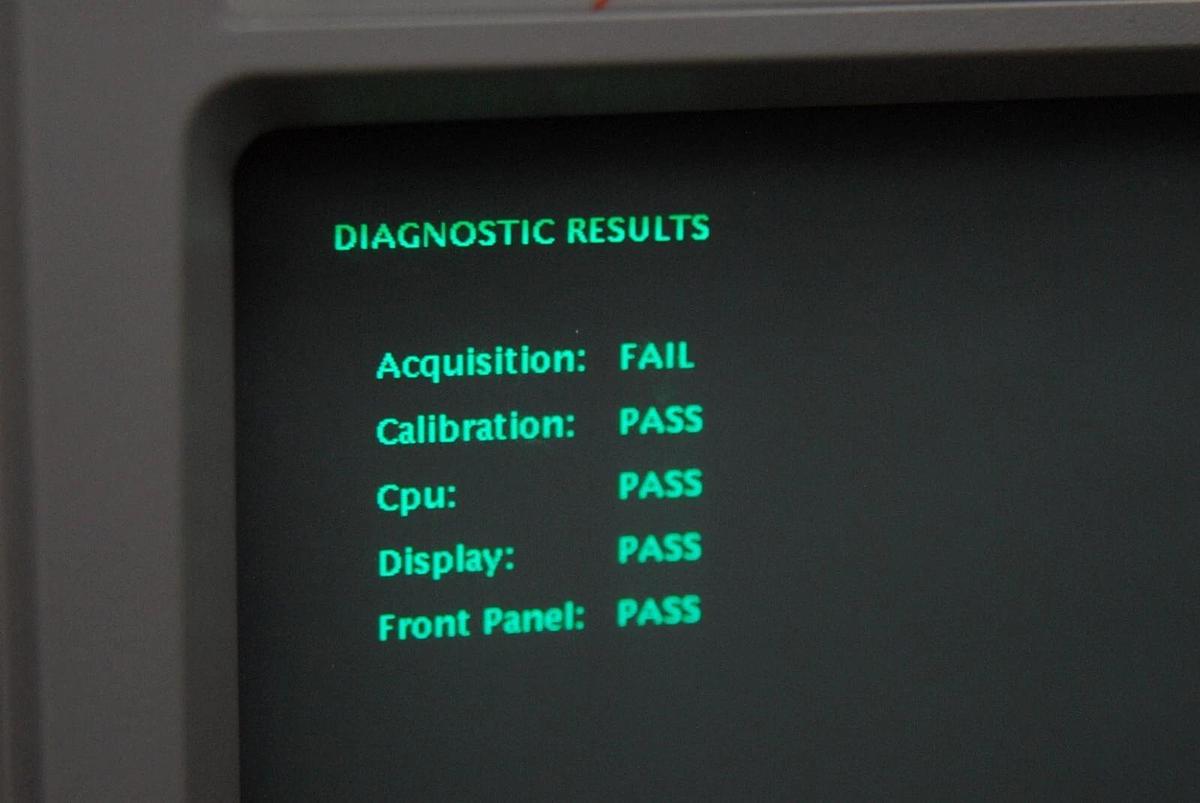 DIAGNOSTIC RESULTS
Acquisition: FAIL
Calibration: PASS
Cpu: PASS
Display: PASS
Front Panel: PASS